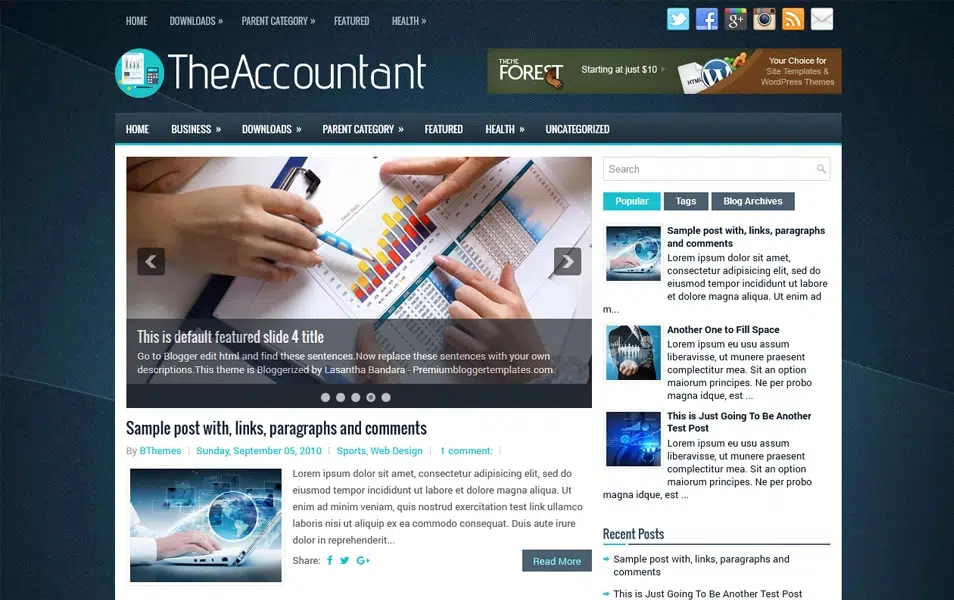 HOME DOWNLOADS » PARENT CATEGORY » FEATURED HEALTH »
TheAccountant
THEME
FOREST
Starting at just $10 »
HTML
Your Choice for
Site Templates &
WordPress Themes
HOME BUSINESS » DOWNLOADS » PARENT CATEGORY » FEATURED HEALTH » UNCATEGORIZED
This is default featured slide 4 title
Go to Blogger edit html and find these sentences.Now replace these sentences with your own
descriptions.This theme is Bloggerized by Lasantha Bandara - Premiumbloggertemplates.com.
Sample post with, links, paragraphs and comments
By BThemes Sunday, September 05, 2010 Sports, Web Design 1 comment:
Lorem ipsum dolor sit amet, consectetur adipisicing elit, sed do
eiusmod tempor incididunt ut labore et dolore magna aliqua. Ut
enim ad minim veniam, quis nostrud exercitation test link ullamco
laboris nisi ut aliquip ex ea commodo consequat. Duis aute irure
dolor in reprehenderit...
Share:
Read More
Search
Popular Tags Blog Archives
Sample post with, links, paragraphs
and comments
Lorem ipsum dolor sit amet,
consectetur adipisicing elit, sed do
eiusmod tempor incididunt ut labore
et dolore magna aliqua. Ut enim ad
m...
Another One to Fill Space
Lorem ipsum eu usu assum
liberavisse, ut munere praesent
complectitur mea. Sit an option
maiorum principes. Ne per probo
magna idque, est ...
This is Just Going To Be Another
Test Post
Lorem ipsum eu usu assum
liberavisse, ut munere praesent
complectitur mea. Sit an option
maiorum principes. Ne per probo
magna idque, est ...
Recent Posts
Sample post with, links, paragraphs and
comments
This is Just Going To Be Another Test Post